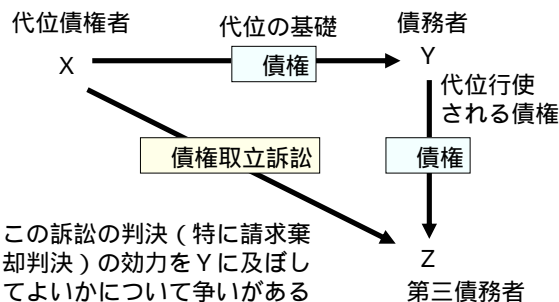 代位債権者
代位の基礎
債務者
X
債権
Y
代位行使
される債権
債権取立訴訟
債権
この訴訟の判決（特に請求棄
却判決）の効力をYに及ぼし
てよいかについて争いがある
Z
第三債務者